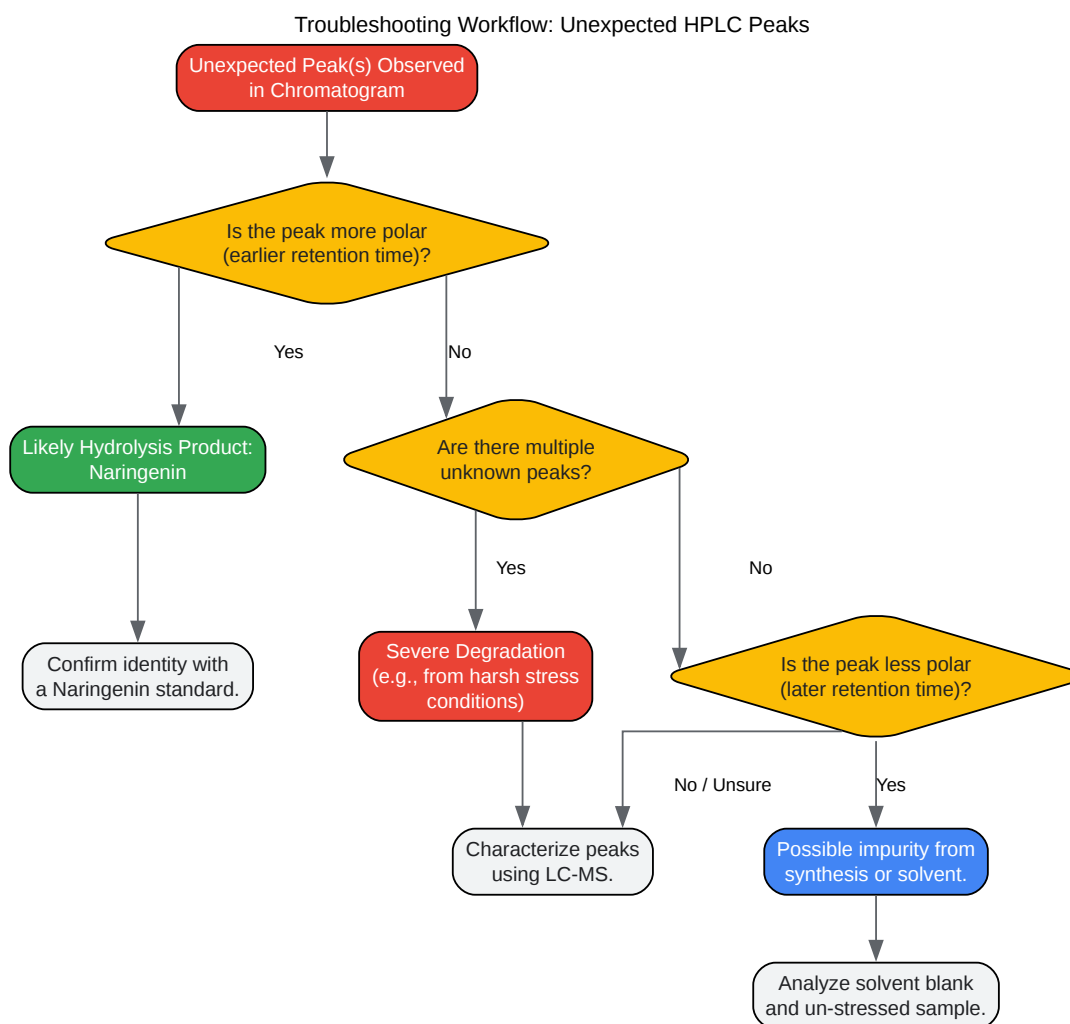 Troubleshooting Workflow: Unexpected HPLC Peaks
Unexpected Peak(s) Observed
in Chromatogram
Is the peak more polar
(earlier retention time)?
Yes
No
Likely Hydrolysis Product:
Naringenin
Are there multiple
unknown peaks?
Yes
No
Confirm identity with
a Naringenin standard.
Severe Degradation
(e.g., from harsh stress
conditions)
Is the peak less polar
(later retention time)?
No / Unsure
Yes
Characterize peaks
using LC-MS.
Possible impurity from
synthesis or solvent.
Analyze solvent blank
and un-stressed sample.